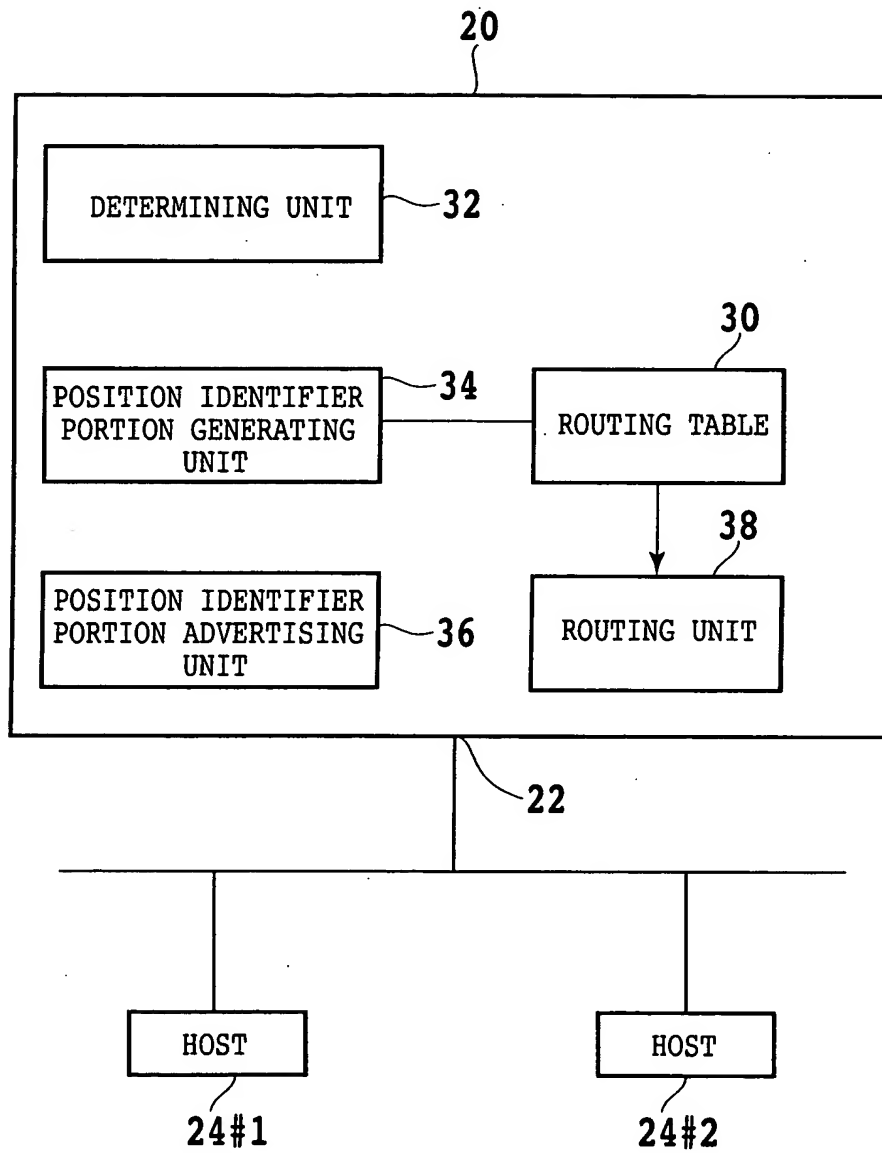 20
DETERMINING UNIT
32
30
34
POSITION IDENTIFIER
PORTION GENERATING
UNIT
ROUTING TABLE
38
POSITION IDENTIFIER
PORTION ADVERTISING
UNIT
36
ROUTING UNIT
22
HOST
HOST
24#1
24#2